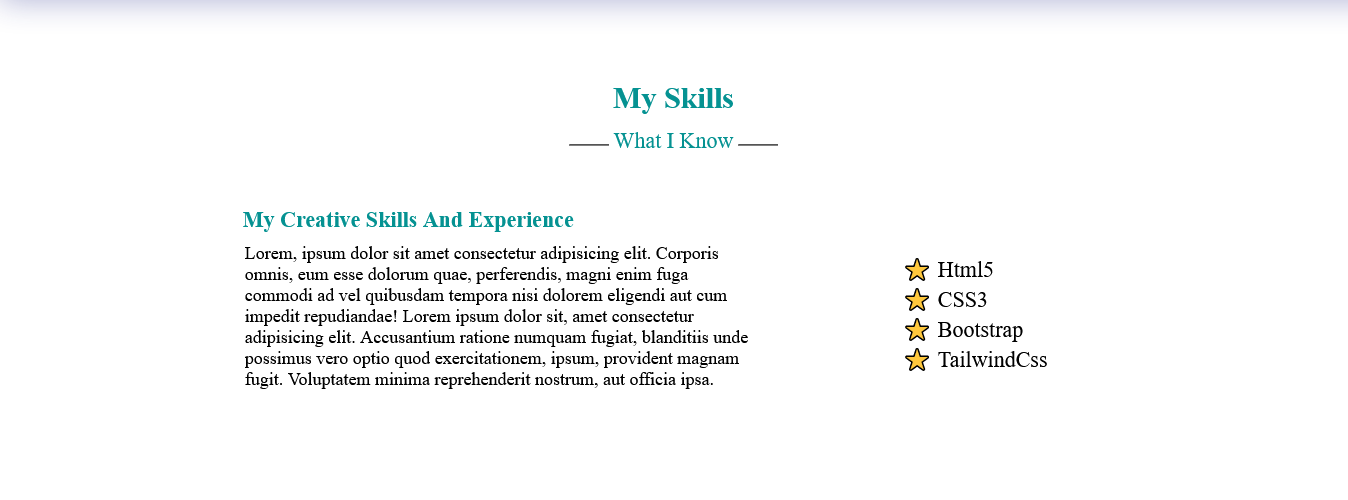 My Skills
What I Know
My Creative Skills And Experience
Lorem, ipsum dolor sit amet consectetur adipisicing elit. Corporis
omnis, eum esse dolorum quae, perferendis, magni enim fuga
commodi ad vel quibusdam tempora nisi dolorem eligendi aut cum
impedit repudiandae! Lorem ipsum dolor sit, amet consectetur
adipisicing elit. Accusantium ratione numquam fugiat, blanditiis unde
possimus vero optio quod exercitationem, ipsum, provident magnam
fugit. Voluptatem minima reprehenderit nostrum, aut officia ipsa.
Html5
CSS3
Bootstrap
TailwindCss